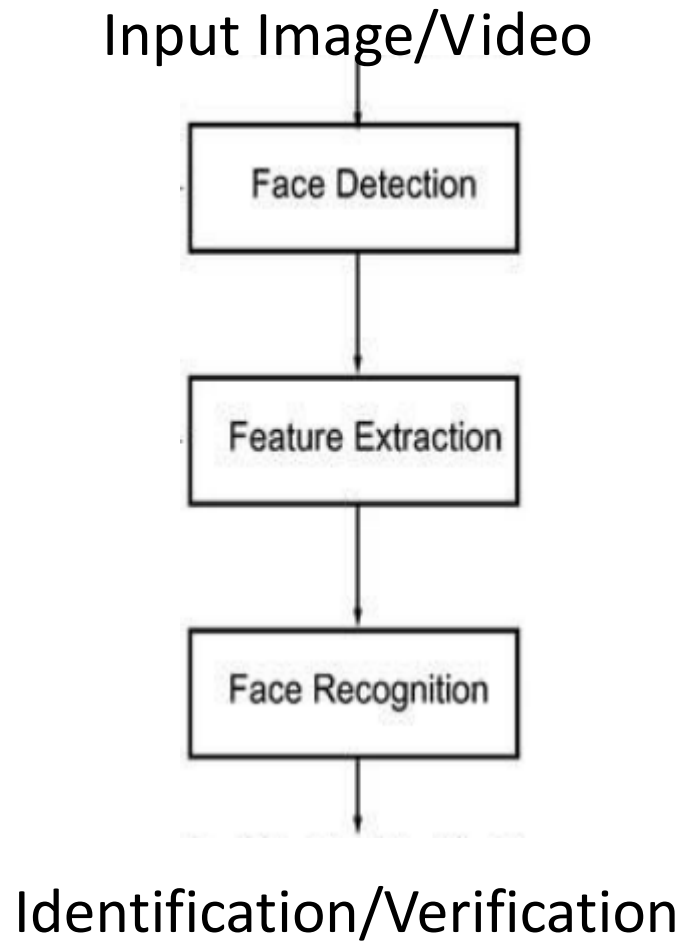 Input Image/Video
Face Detection
Feature Extraction
Face Recognition
Identification/Verification